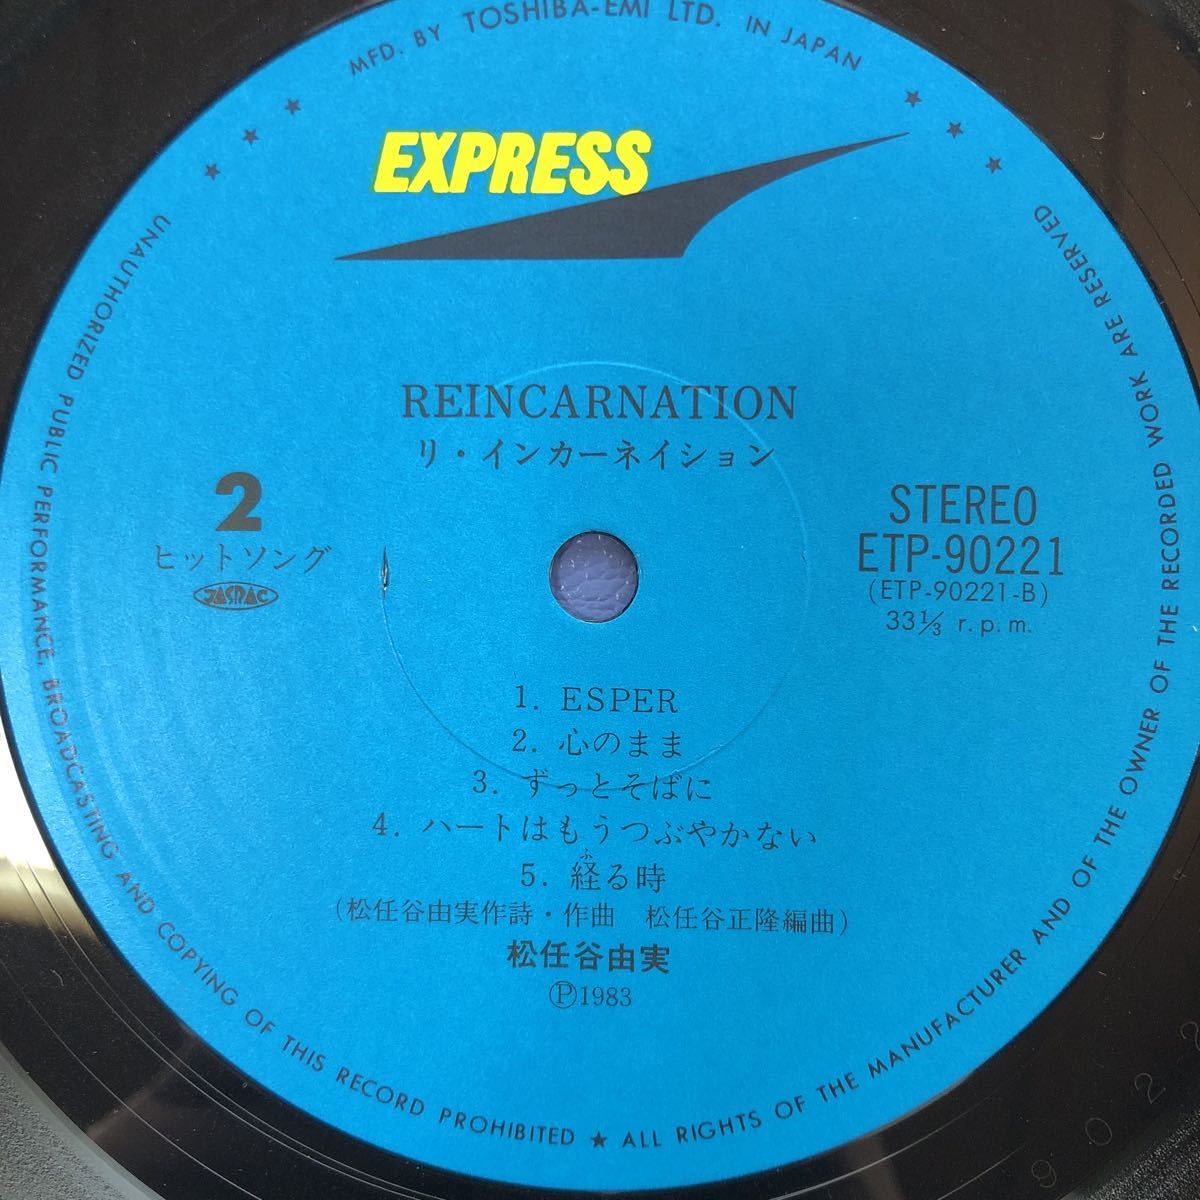 MFD. BY TOSHIBA-EMI LTD. IN JAPAN
EXPRESS
REINCARNATION
リ・インカーネイション
2
ヒットソング
JASRAC
STEREO
ETP-90221
(ETP-90221-B)
33⅓ r.p.m.
1. ESPER
2. 心のまま
3. ずっとそばに
4. ハートはもうつぶやかない
ふ
5. 経る時
(松任谷由実作詩・作曲 松任谷正隆編曲)
松任谷由実
Ⓟ1983
UNAUTHORIZED PUBLIC PERFORMANCE, BROADCASTING AND COPYING OF THIS RECORD PROHIBITED ★ ALL RIGHTS OF THE MANUFACTURER AND OF THE OWNER OF THE RECORDED WORK ARE RESERVED